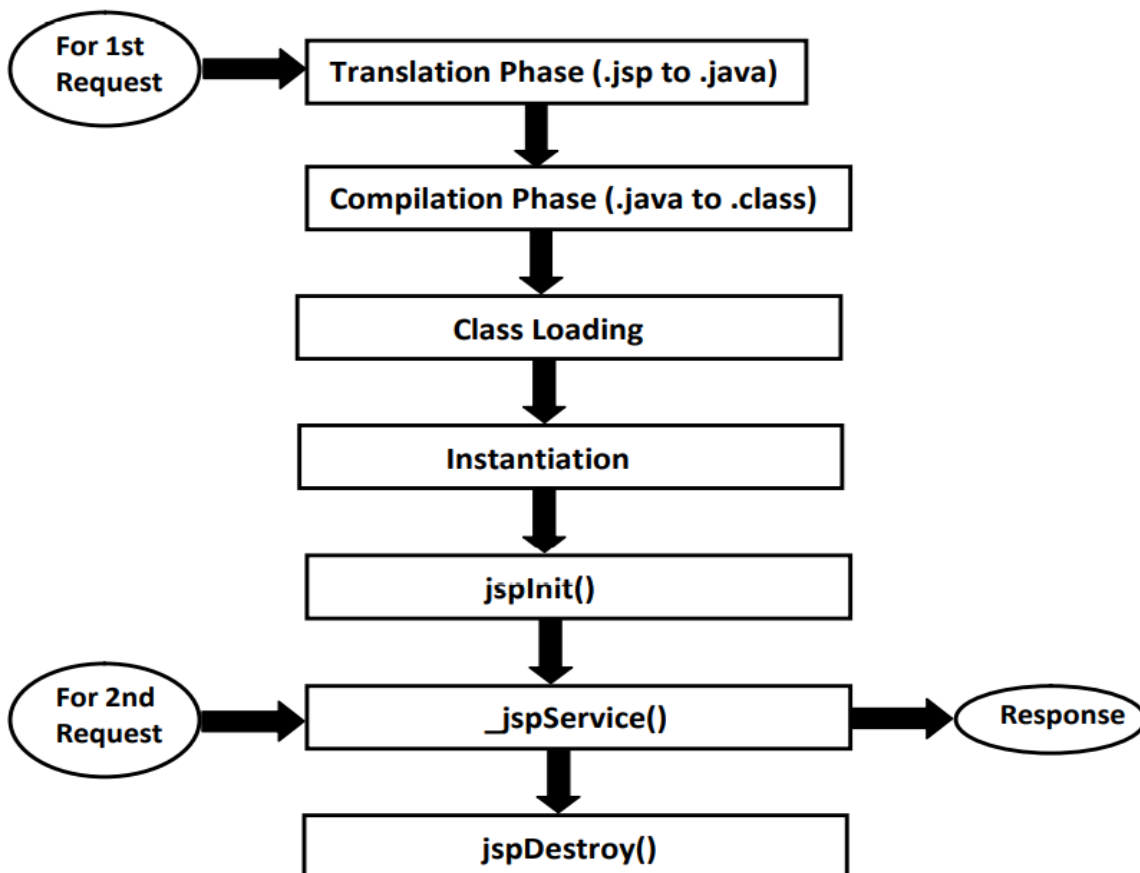 For 1st
Request
Translation Phase (.jsp to .java)
Compilation Phase (.java to .class)
Class Loading
Instantiation
jspInit()
For 2nd
Request
_jspService()
Response
jspDestroy()